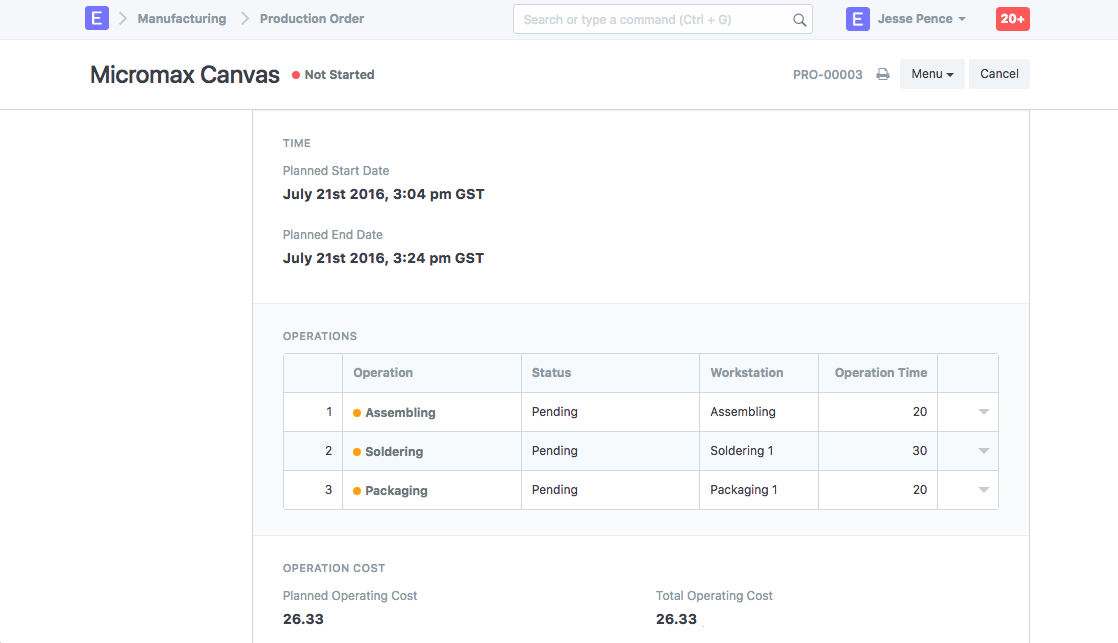 E Manufacturing Production Order Search or type a command (Ctrl + G) E Jesse Pence 20+
Micromax Canvas Not Started PRO-00003 Menu Cancel
TIME
Planned Start Date
July 21st 2016, 3:04 pm GST
Planned End Date
July 21st 2016, 3:24 pm GST
OPERATIONS
Operation Status Workstation Operation Time
1 Assembling Pending Assembling 20
2 Soldering Pending Soldering 1 30
3 Packaging Pending Packaging 1 20
OPERATION COST
Planned Operating Cost Total Operating Cost
26.33 26.33